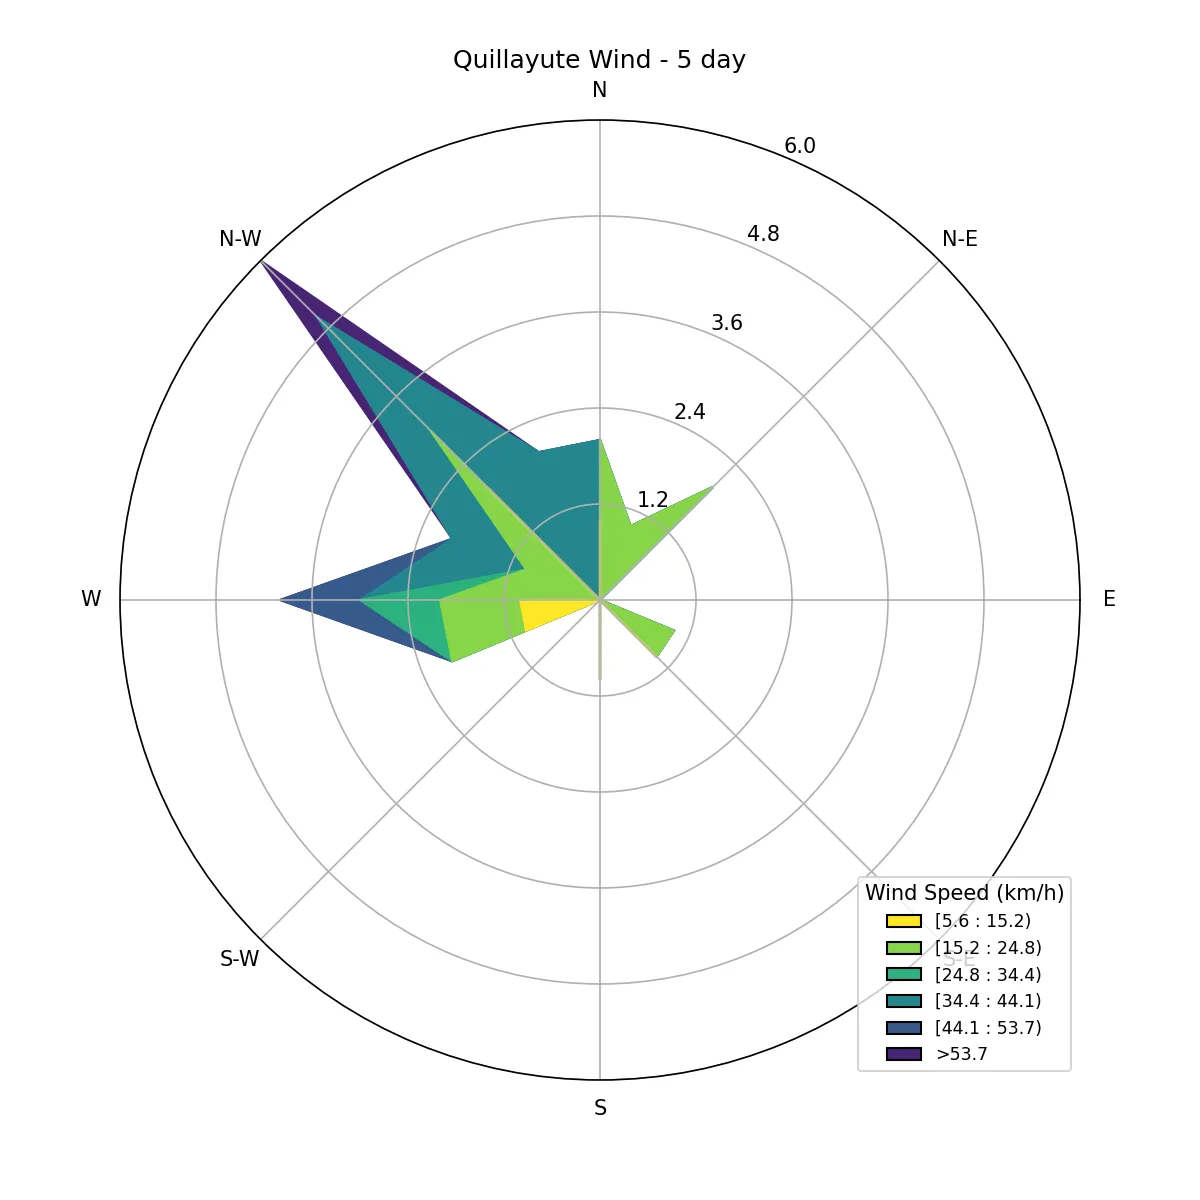 Quillayute Wind - 5 day
N
6.0
N-W
4.8
N-E
3.6
2.4
1.2
W
E
Wind Speed (km/h)
[5.6 : 15.2)
[15.2 : 24.8)
S-W
S-E
[24.8 : 34.4)
[34.4 : 44.1)
[44.1 : 53.7)
>53.7
S